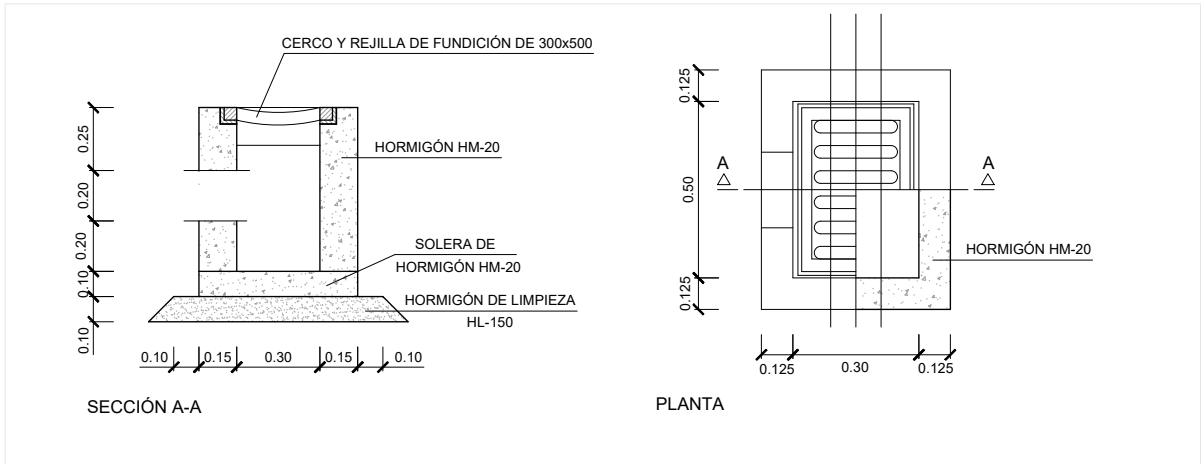 CERCO Y REJILLA DE FUNDICIÓN DE 300x500
0.25
0.20
0.20
0.10
0.10
HORMIGÓN HM-20
SOLERA DE
HORMIGÓN HM-20
HORMIGÓN DE LIMPIEZA
HL-150
0.10 0.15 0.30 0.15 0.10
SECCIÓN A-A
0.125
0.50
0.125
A A
HORMIGÓN HM-20
0.125 0.30 0.125
PLANTA